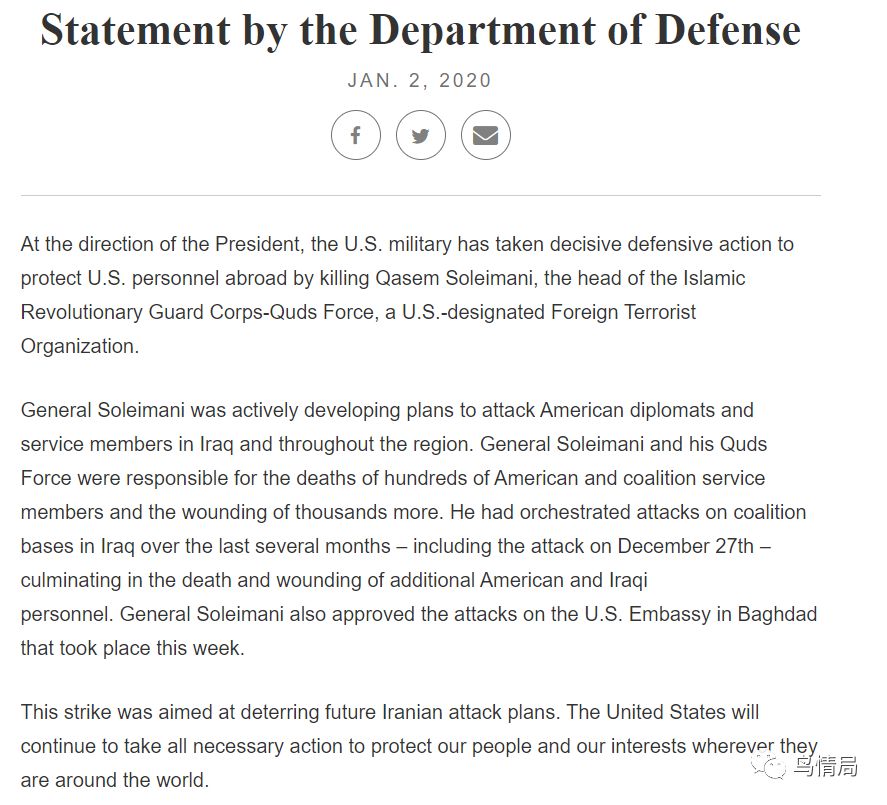 Statement by the Department of Defense
JAN. 2, 2020
At the direction of the President, the U.S. military has taken decisive defensive action to
protect U.S. personnel abroad by killing Qasem Soleimani, the head of the Islamic
Revolutionary Guard Corps-Quds Force, a U.S.-designated Foreign Terrorist
Organization.
General Soleimani was actively developing plans to attack American diplomats and
service members in Iraq and throughout the region. General Soleimani and his Quds
Force were responsible for the deaths of hundreds of American and coalition service
members and the wounding of thousands more. He had orchestrated attacks on coalition
bases in Iraq over the last several months – including the attack on December 27th –
culminating in the death and wounding of additional American and Iraqi
personnel. General Soleimani also approved the attacks on the U.S. Embassy in Baghdad
that took place this week.
This strike was aimed at deterring future Iranian attack plans. The United States will
continue to take all necessary action to protect our people and our interests wherever they
are around the world.
鸟情局